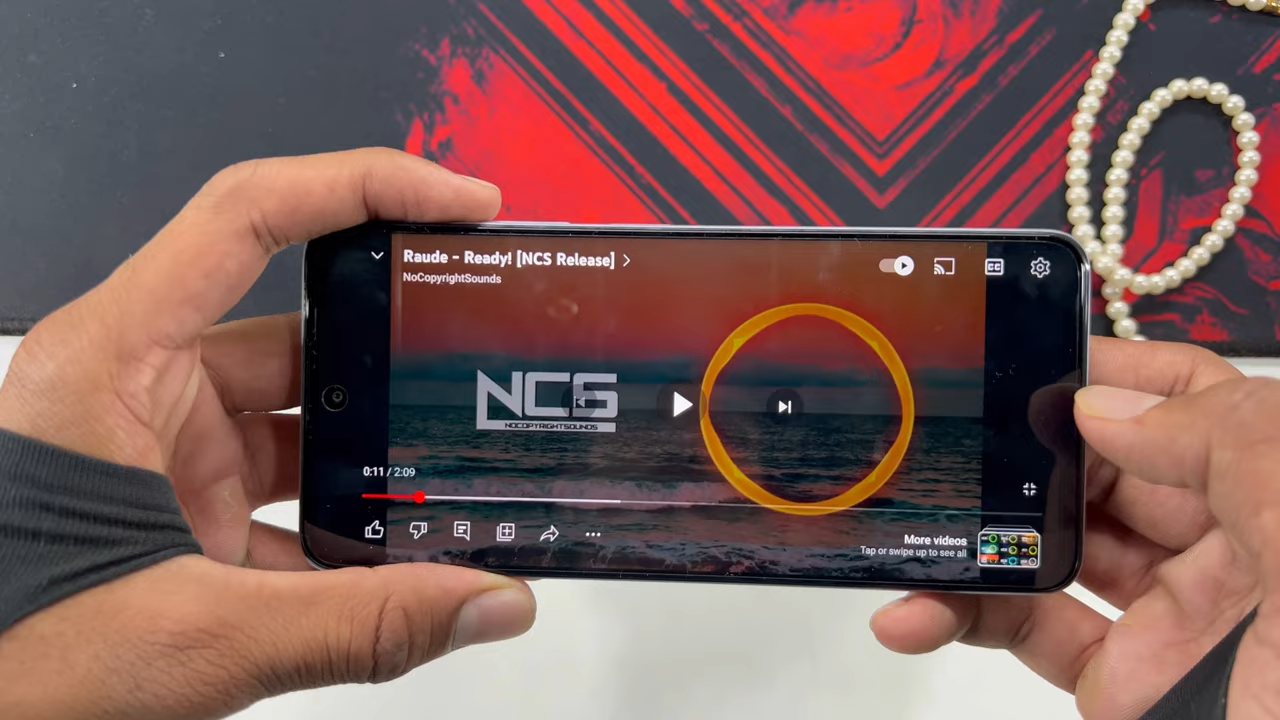 Raude - Ready! [NCS Release]
NoCopyrightSounds
CC
NCS
NOCOPYRIGHTSOUNDS
0:11 / 2:09
More videos
Tap or swipe up to see all